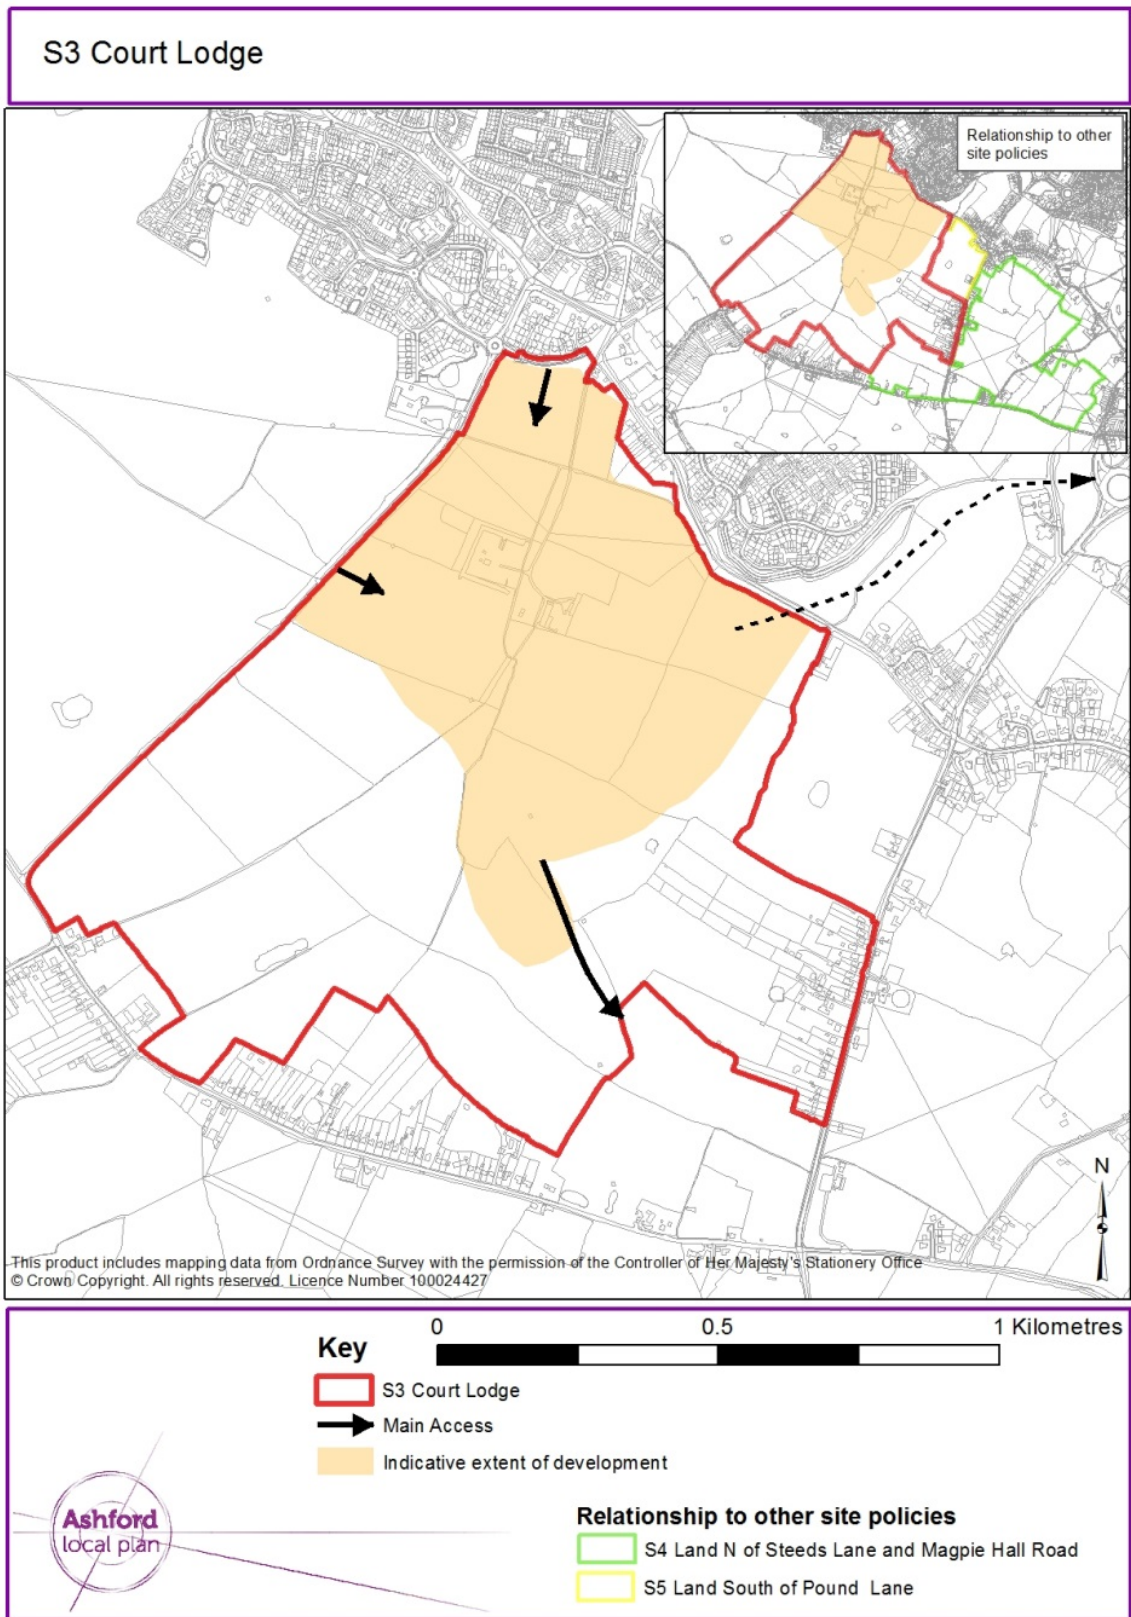 S3 Court Lodge
Relationship to other
site policies
N
This product includes mapping data from Ordnance Survey with the permission of the Controller of Her Majesty's Stationery Office
© Crown Copyright. All rights reserved. Licence Number 100024427
0 0.5 1 Kilometres
Key
S3 Court Lodge
Main Access
Indicative extent of development
Ashford
local plan
Relationship to other site policies
S4 Land N of Steeds Lane and Magpie Hall Road
S5 Land South of Pound Lane